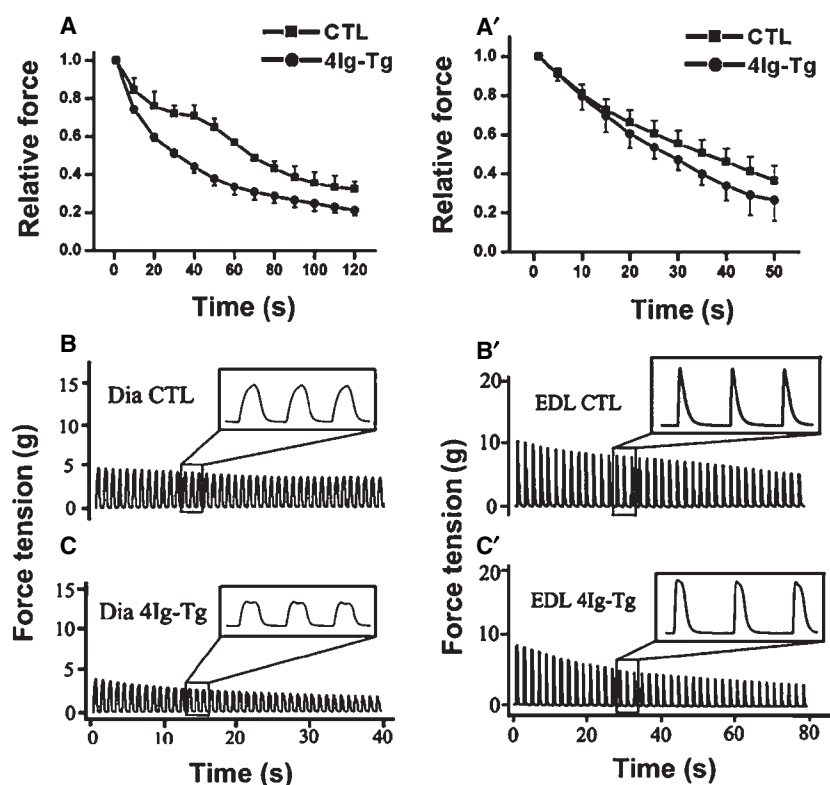 A
CTL
4Ig-Tg
Relative force
1.0
0.8
0.6
0.4
0.2
0.0
0 20 40 60 80 100 120
Time (s)
A′
CTL
4Ig-Tg
Relative force
1.0
0.8
0.6
0.4
0.2
0.0
0 10 20 30 40 50
Time (s)
B
Dia CTL
15
10
5
0
C
Dia 4Ig-Tg
15
10
5
0
Force tension (g)
0 10 20 30 40
Time (s)
B′
EDL CTL
20
10
0
C′
EDL 4Ig-Tg
20
10
0
Force tension (g)
0 20 40 60 80
Time (s)